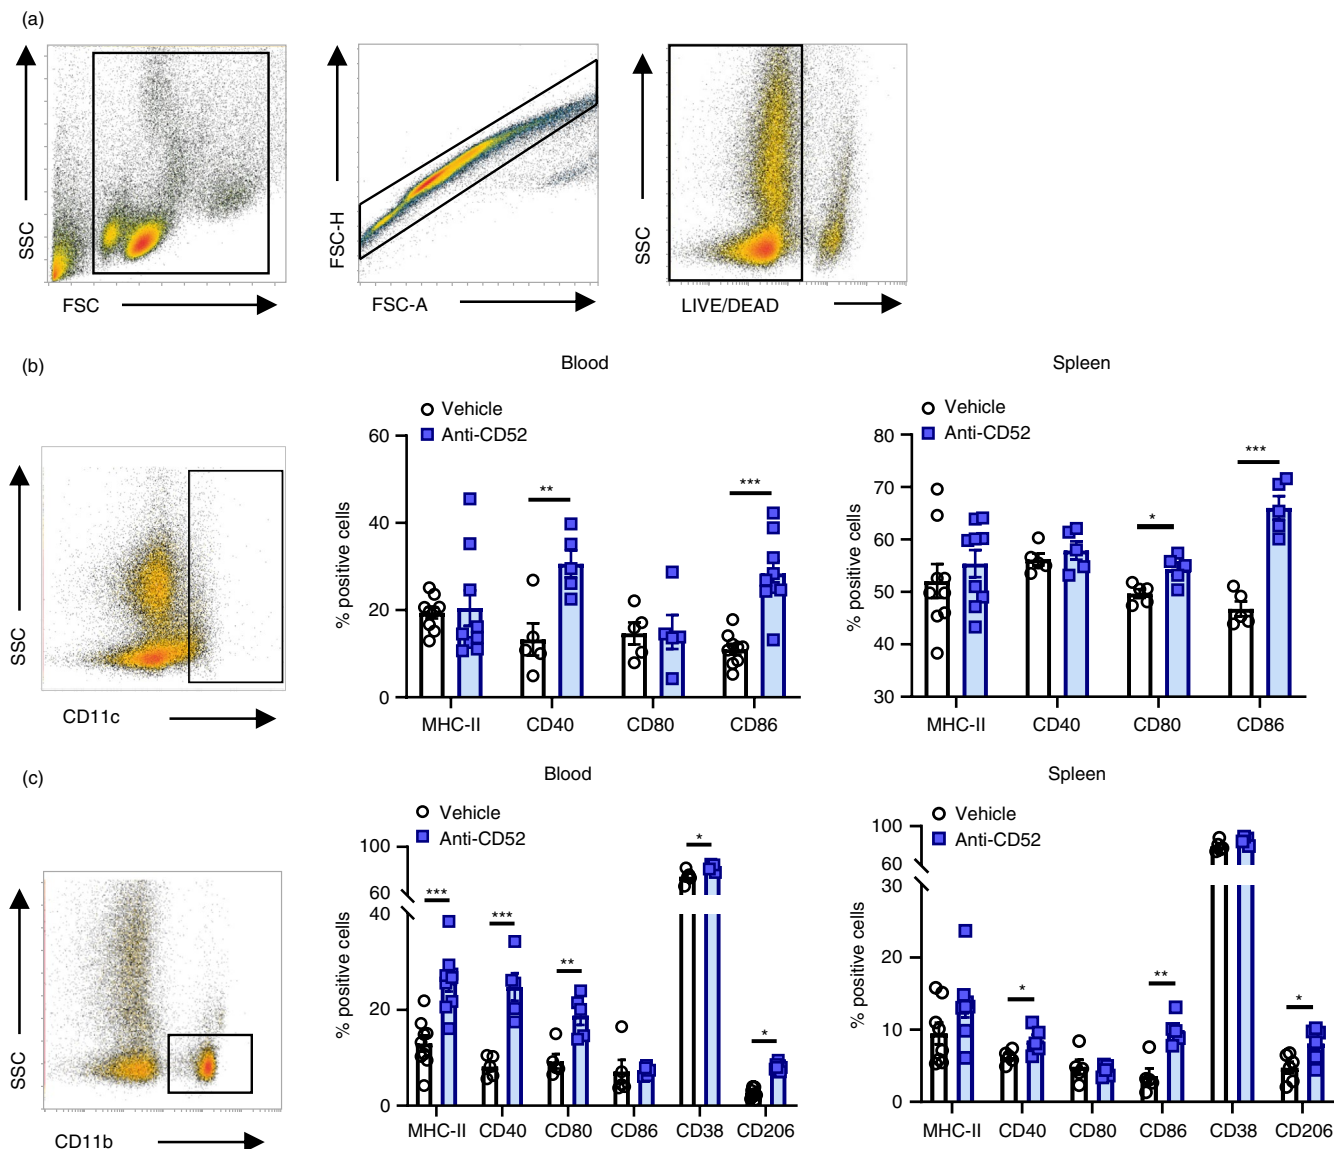 (a)
SSC
FSC
FSC-H
FSC-A
SSC
LIVE/DEAD
(b)
SSC
CD11c
Blood
Vehicle
Anti-CD52
% positive cells
60
40
20
0
**
***
MHC-II CD40 CD80 CD86
Spleen
Vehicle
Anti-CD52
% positive cells
80
70
60
50
40
30
*
***
MHC-II CD40 CD80 CD86
(c)
SSC
CD11b
Blood
Vehicle
Anti-CD52
% positive cells
100
60
40
20
0
***
***
**
*
*
MHC-II CD40 CD80 CD86 CD38 CD206
Spleen
Vehicle
Anti-CD52
% positive cells
100
60
30
20
10
0
*
**
*
MHC-II CD40 CD80 CD86 CD38 CD206